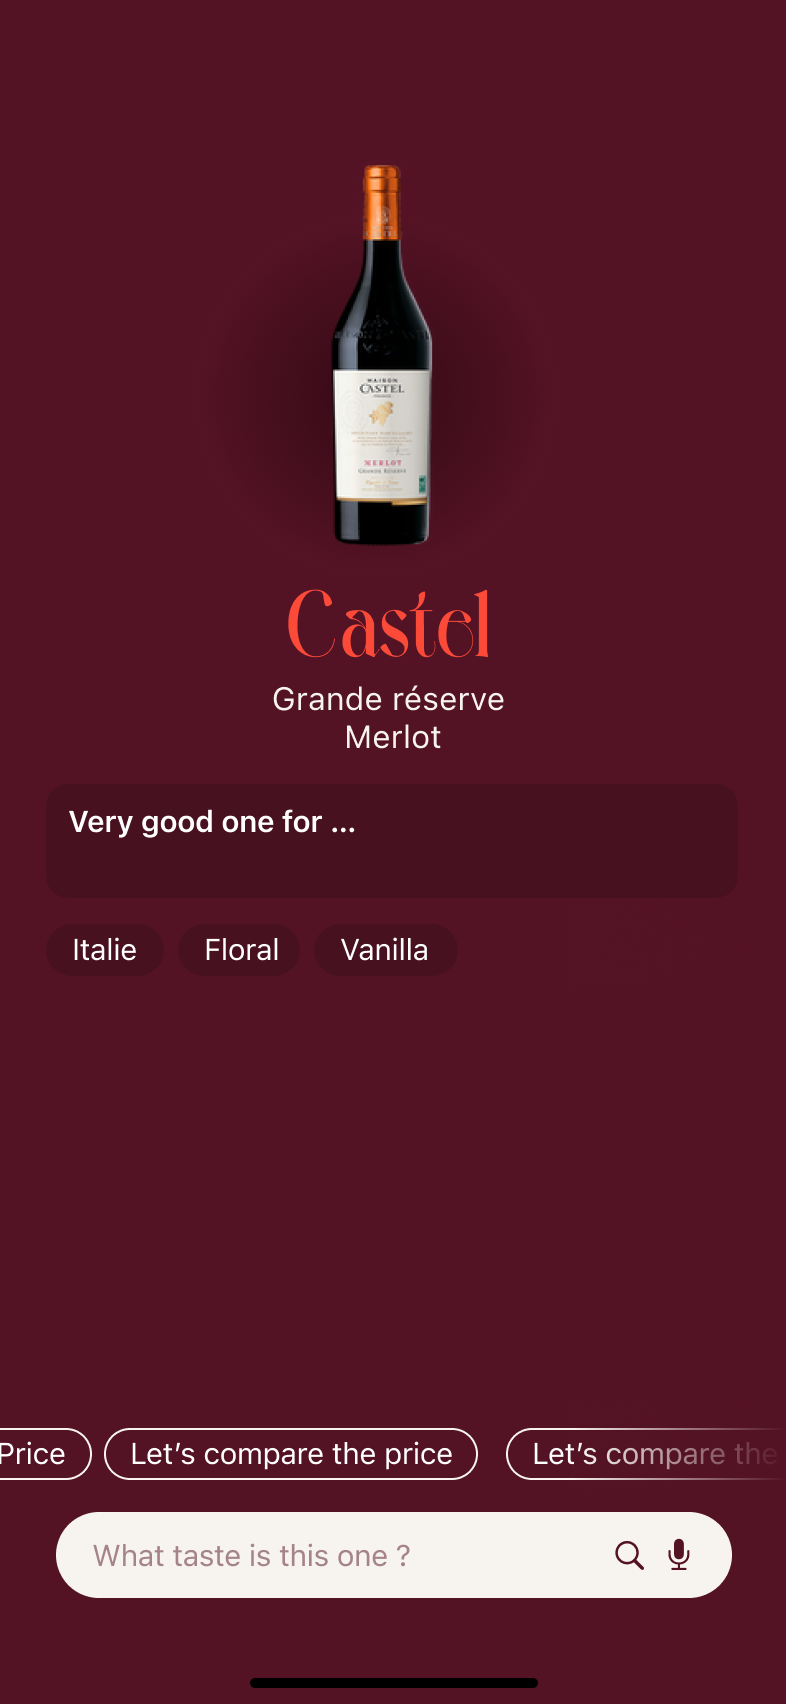 MAISON
CASTEL
MERLOT
GRANDE RÉSERVE
Castel
Grande réserve
Merlot
Very good one for ...
Italie
Floral
Vanilla
Price
Let’s compare the price
Let’s compare the
What taste is this one ?